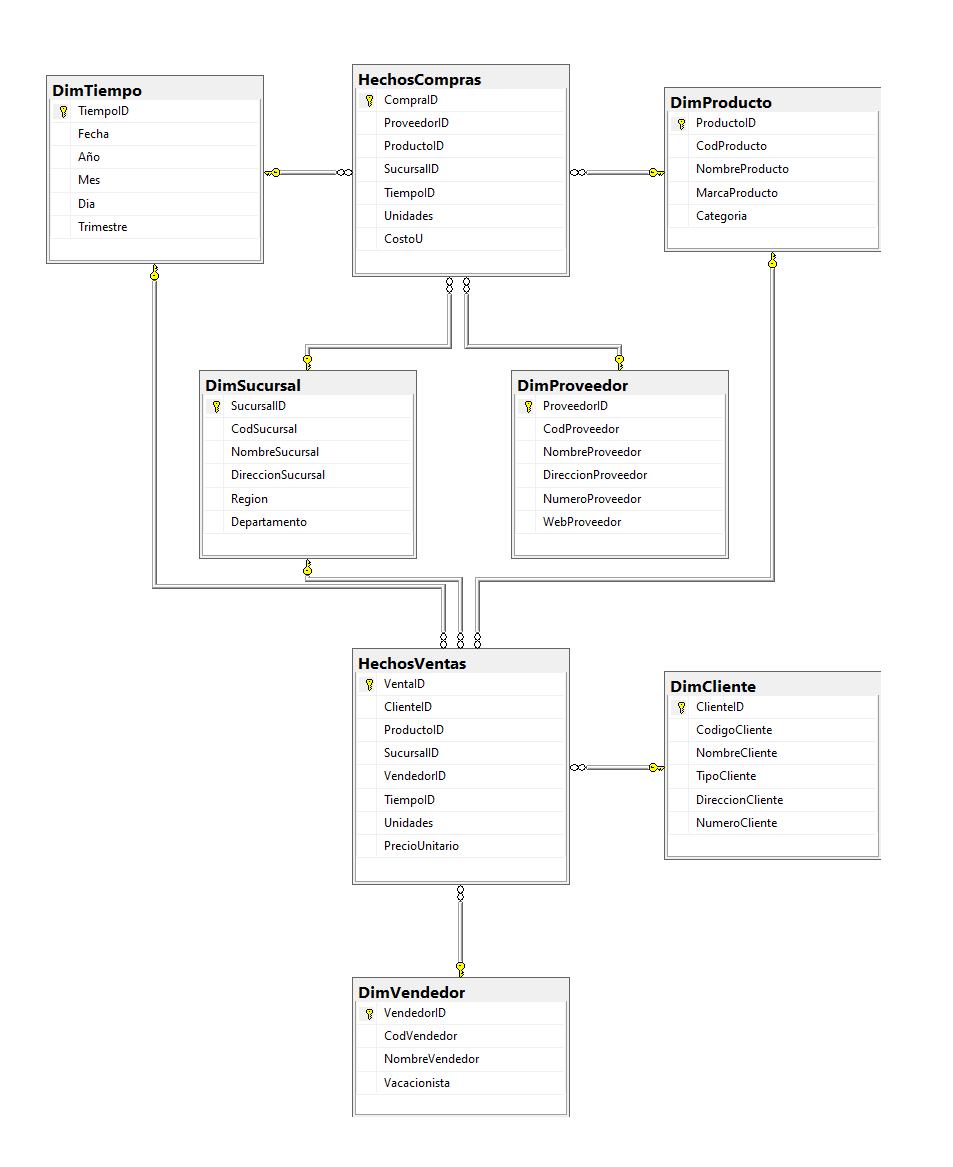 DimTiempo
TiempoID
Fecha
Año
Mes
Dia
Trimestre
HechosCompras
CompraID
ProveedorID
ProductoID
SucursalID
TiempoID
Unidades
CostoU
DimProducto
ProductoID
CodProducto
NombreProducto
MarcaProducto
Categoria
DimSucursal
SucursalID
CodSucursal
NombreSucursal
DireccionSucursal
Region
Departamento
DimProveedor
ProveedorID
CodProveedor
NombreProveedor
DireccionProveedor
NumeroProveedor
WebProveedor
HechosVentas
VentaID
ClienteID
ProductoID
SucursalID
VendedorID
TiempoID
Unidades
PrecioUnitario
DimCliente
ClienteID
CodigoCliente
NombreCliente
TipoCliente
DireccionCliente
NumeroCliente
DimVendedor
VendedorID
CodVendedor
NombreVendedor
Vacacionista